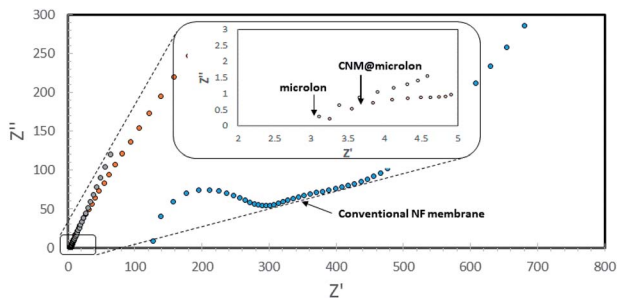 300
250
200
150
100
50
0
Z''
3
2.5
2
1.5
1
0.5
0
Z''
microlon
CNM@microlon
2 2.5 3 3.5 4 4.5 5
Z'
Conventional NF membrane
0 100 200 300 400 500 600 700 800
Z'